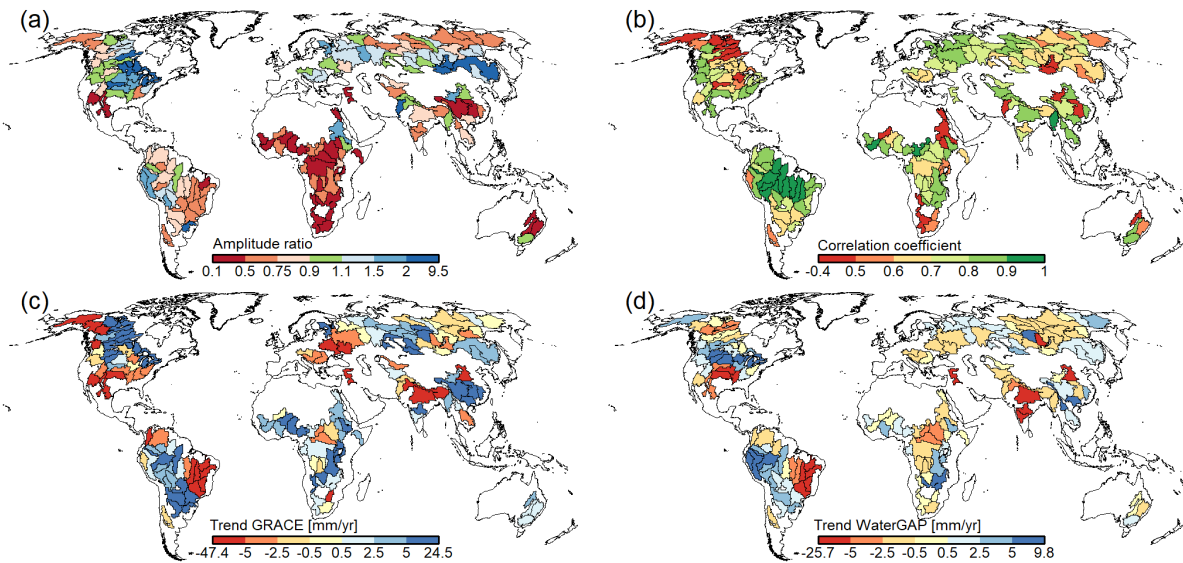 (a)
Amplitude ratio
0.1 0.5 0.75 0.9 1.1 1.5 2 9.5
(b)
Correlation coefficient
-0.4 0.5 0.6 0.7 0.8 0.9 1
(c)
Trend GRACE [mm/yr]
-47.4 -5 -2.5 -0.5 0.5 2.5 5 24.5
(d)
Trend WaterGAP [mm/yr]
-25.7 -5 -2.5 -0.5 0.5 2.5 5 9.8